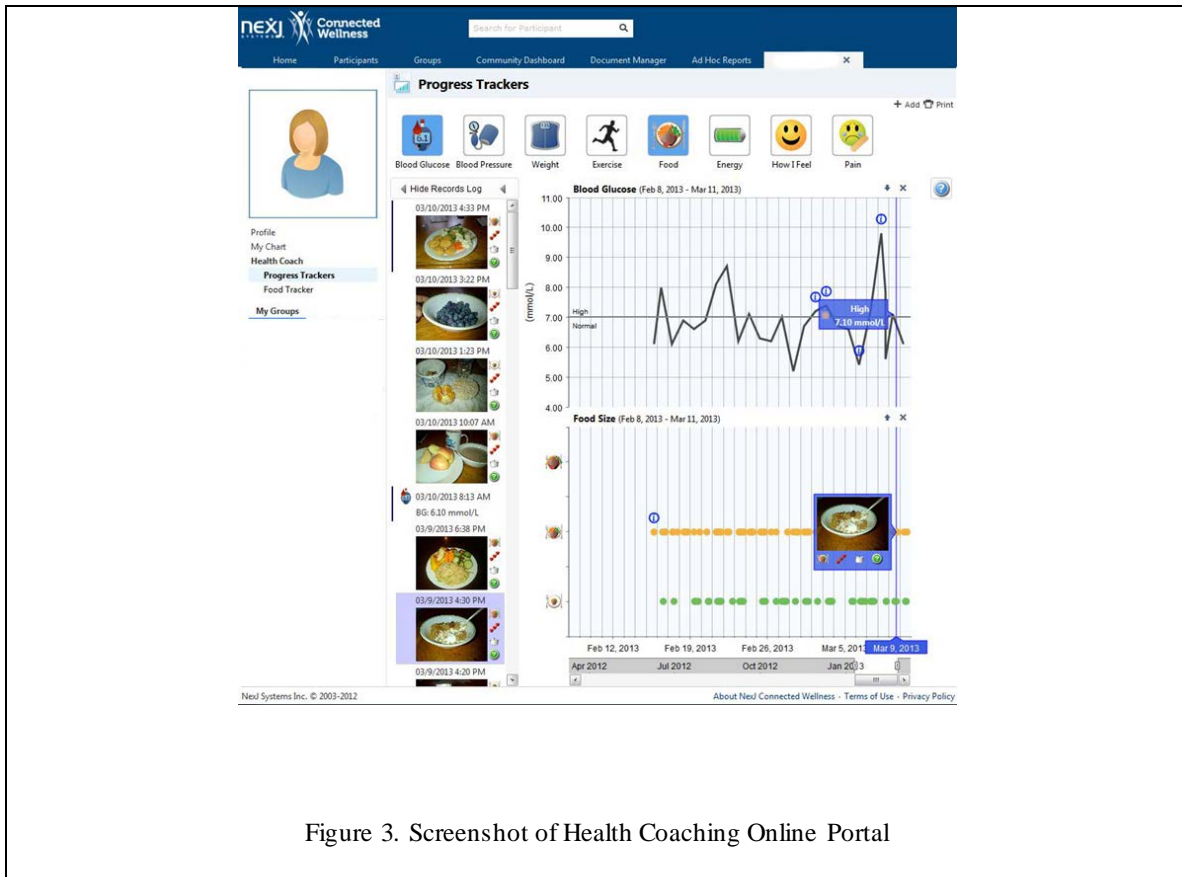 nexj Connected
SYSTEMS Wellness
Search for Participant
Home Participants Groups Community Dashboard Document Manager Ad Hoc Reports
Progress Trackers
+ Add Print
6.1
Blood Glucose Blood Pressure Weight Exercise Food Energy How I Feel Pain
Profile
My Chart
Health Coach
Progress Trackers
Food Tracker
My Groups
Hide Records Log
03/10/2013 4:33 PM
03/10/2013 3:22 PM
03/10/2013 1:23 PM
03/10/2013 10:07 AM
03/10/2013 8:13 AM
BG: 6.10 mmol/L
03/9/2013 6:38 PM
03/9/2013 4:30 PM
03/9/2013 4:20 PM
Blood Glucose (Feb 8, 2013 - Mar 11, 2013)
11.00
10.00
9.00
8.00
7.00
6.00
5.00
4.00
(mmol/L)
High
Normal
High
7.10 mmol/L
Food Size (Feb 8, 2013 - Mar 11, 2013)
Feb 12, 2013 Feb 19, 2013 Feb 26, 2013 Mar 5, 201 Mar 9, 2013
Apr 2012 Jul 2012 Oct 2012 Jan 2013
NexJ Systems Inc. © 2003-2012
About NexJ Connected Wellness - Terms of Use - Privacy Policy
Figure 3. Screenshot of Health Coaching Online Portal